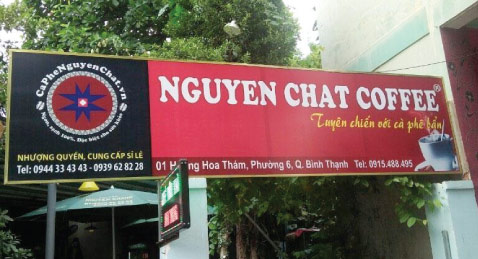 CaPheNguyenChat.vn
NHƯỢNG QUYỀN, CUNG CẤP SỈ LẺ
Tel: 0944 33 43 43 - 0939 62 82 28
NGUYEN CHAT COFFEE®
Tuyên chiến với cà phê bẩn
01 Hoàng Hoa Thám, Phường 6, Q. Bình Thạnh Tel: 0915.488.495